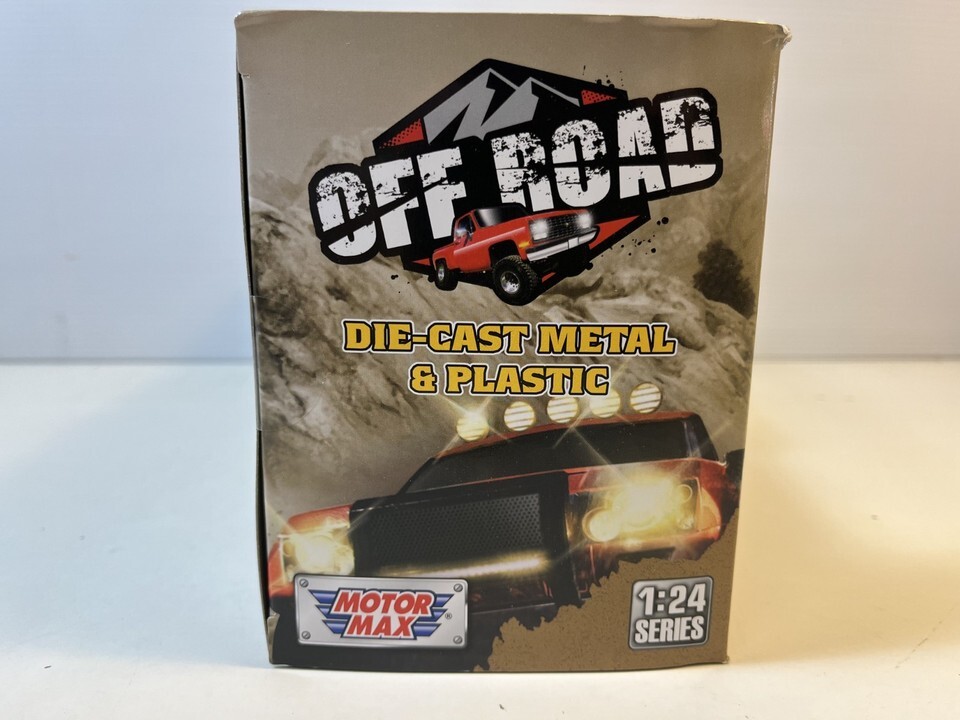 OFF ROAD
DIE-CAST METAL
& PLASTIC
MOTOR
MAX®
1:24
SERIES